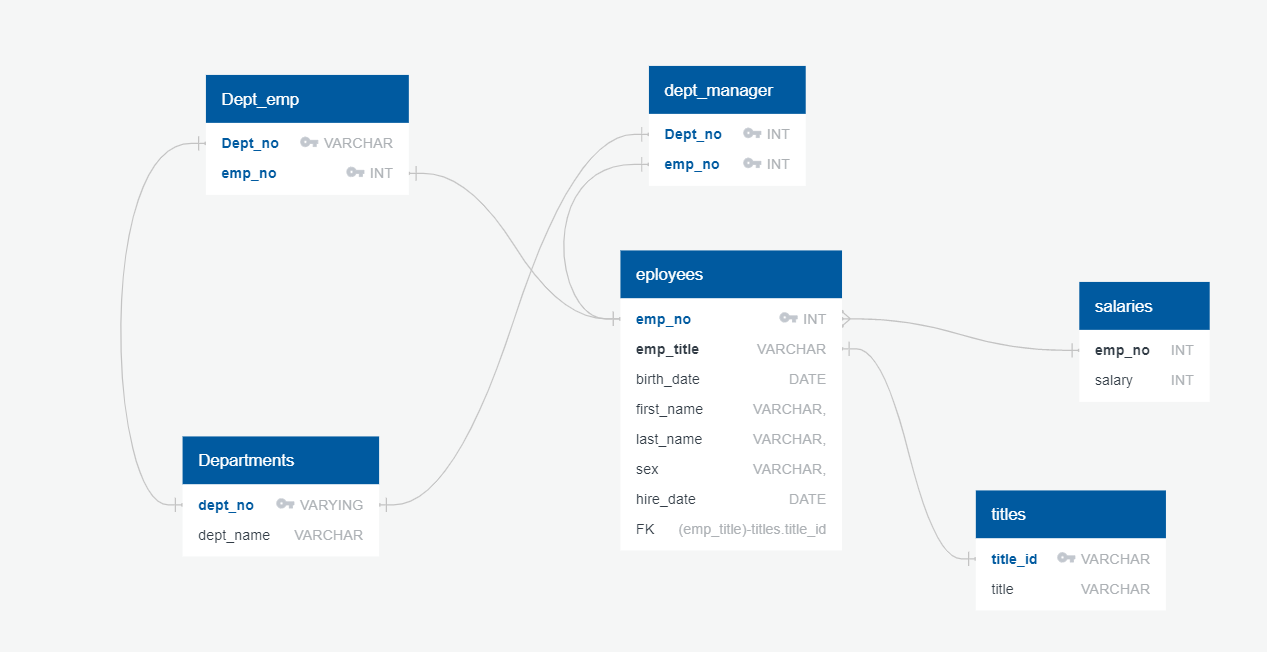 Dept_emp
Dept_no VARCHAR
emp_no INT
dept_manager
Dept_no INT
emp_no INT
eployees
emp_no INT
emp_title VARCHAR
birth_date DATE
first_name VARCHAR,
last_name VARCHAR,
sex VARCHAR,
hire_date DATE
FK (emp_title)-titles.title_id
salaries
emp_no INT
salary INT
Departments
dept_no VARYING
dept_name VARCHAR
titles
title_id VARCHAR
title VARCHAR